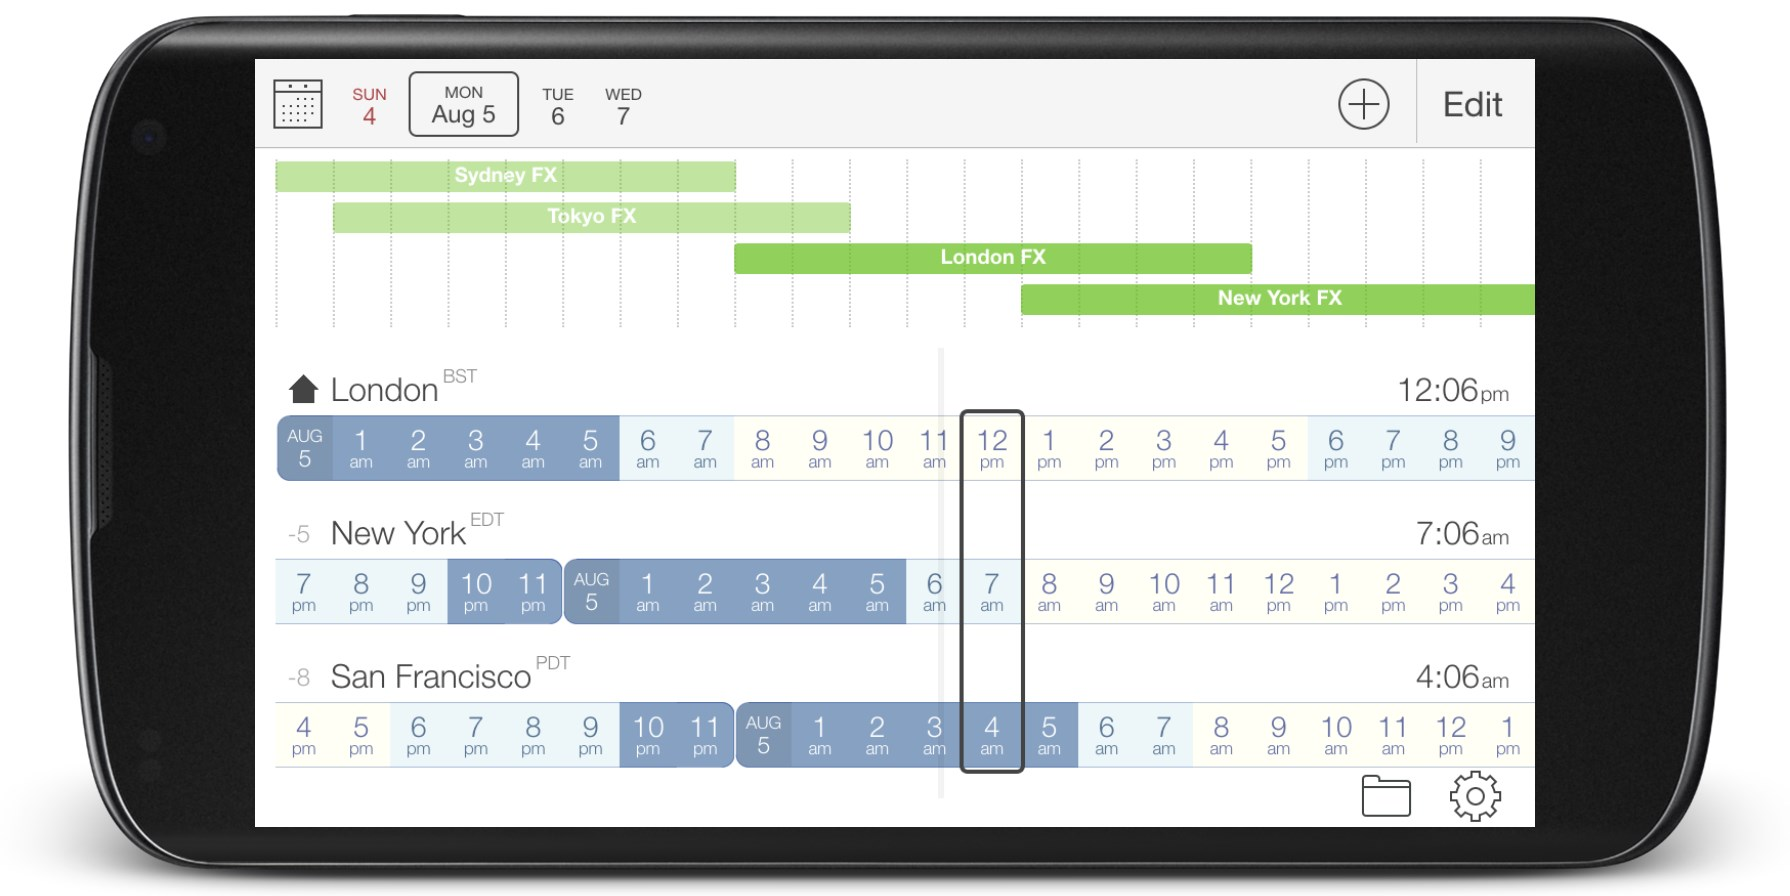 SUN MON TUE WED
4 Aug 5 6 7
Edit
Sydney FX
Tokyo FX
London FX
New York FX
London BST 12:06pm
AUG 1 2 3 4 5 6 7 8 9 10 11 12 1 2 3 4 5 6 7 8 9
5 am am am am am am am am am am am pm pm pm pm pm pm pm pm pm pm
-5 New York EDT 7:06am
7 8 9 10 11 AUG 1 2 3 4 5 6 7 8 9 10 11 12 1 2 3 4
pm pm pm pm pm 5 am am am am am am am am am am am pm pm pm pm pm
-8 San Francisco PDT 4:06am
4 5 6 7 8 9 10 11 AUG 1 2 3 4 5 6 7 8 9 10 11 12 1
pm pm pm pm pm pm pm pm 5 am am am am am am am am am am am pm pm